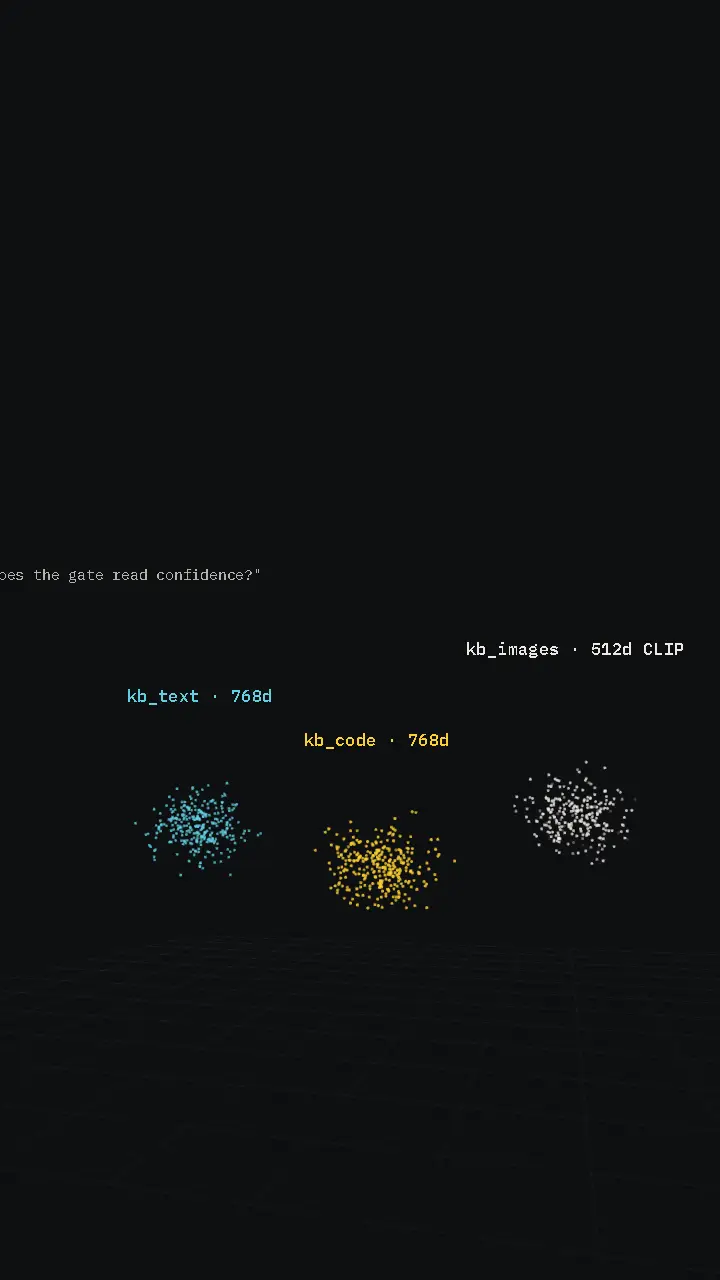 oes the gate read confidence?"
kb_images · 512d CLIP
kb_text · 768d
kb_code · 768d